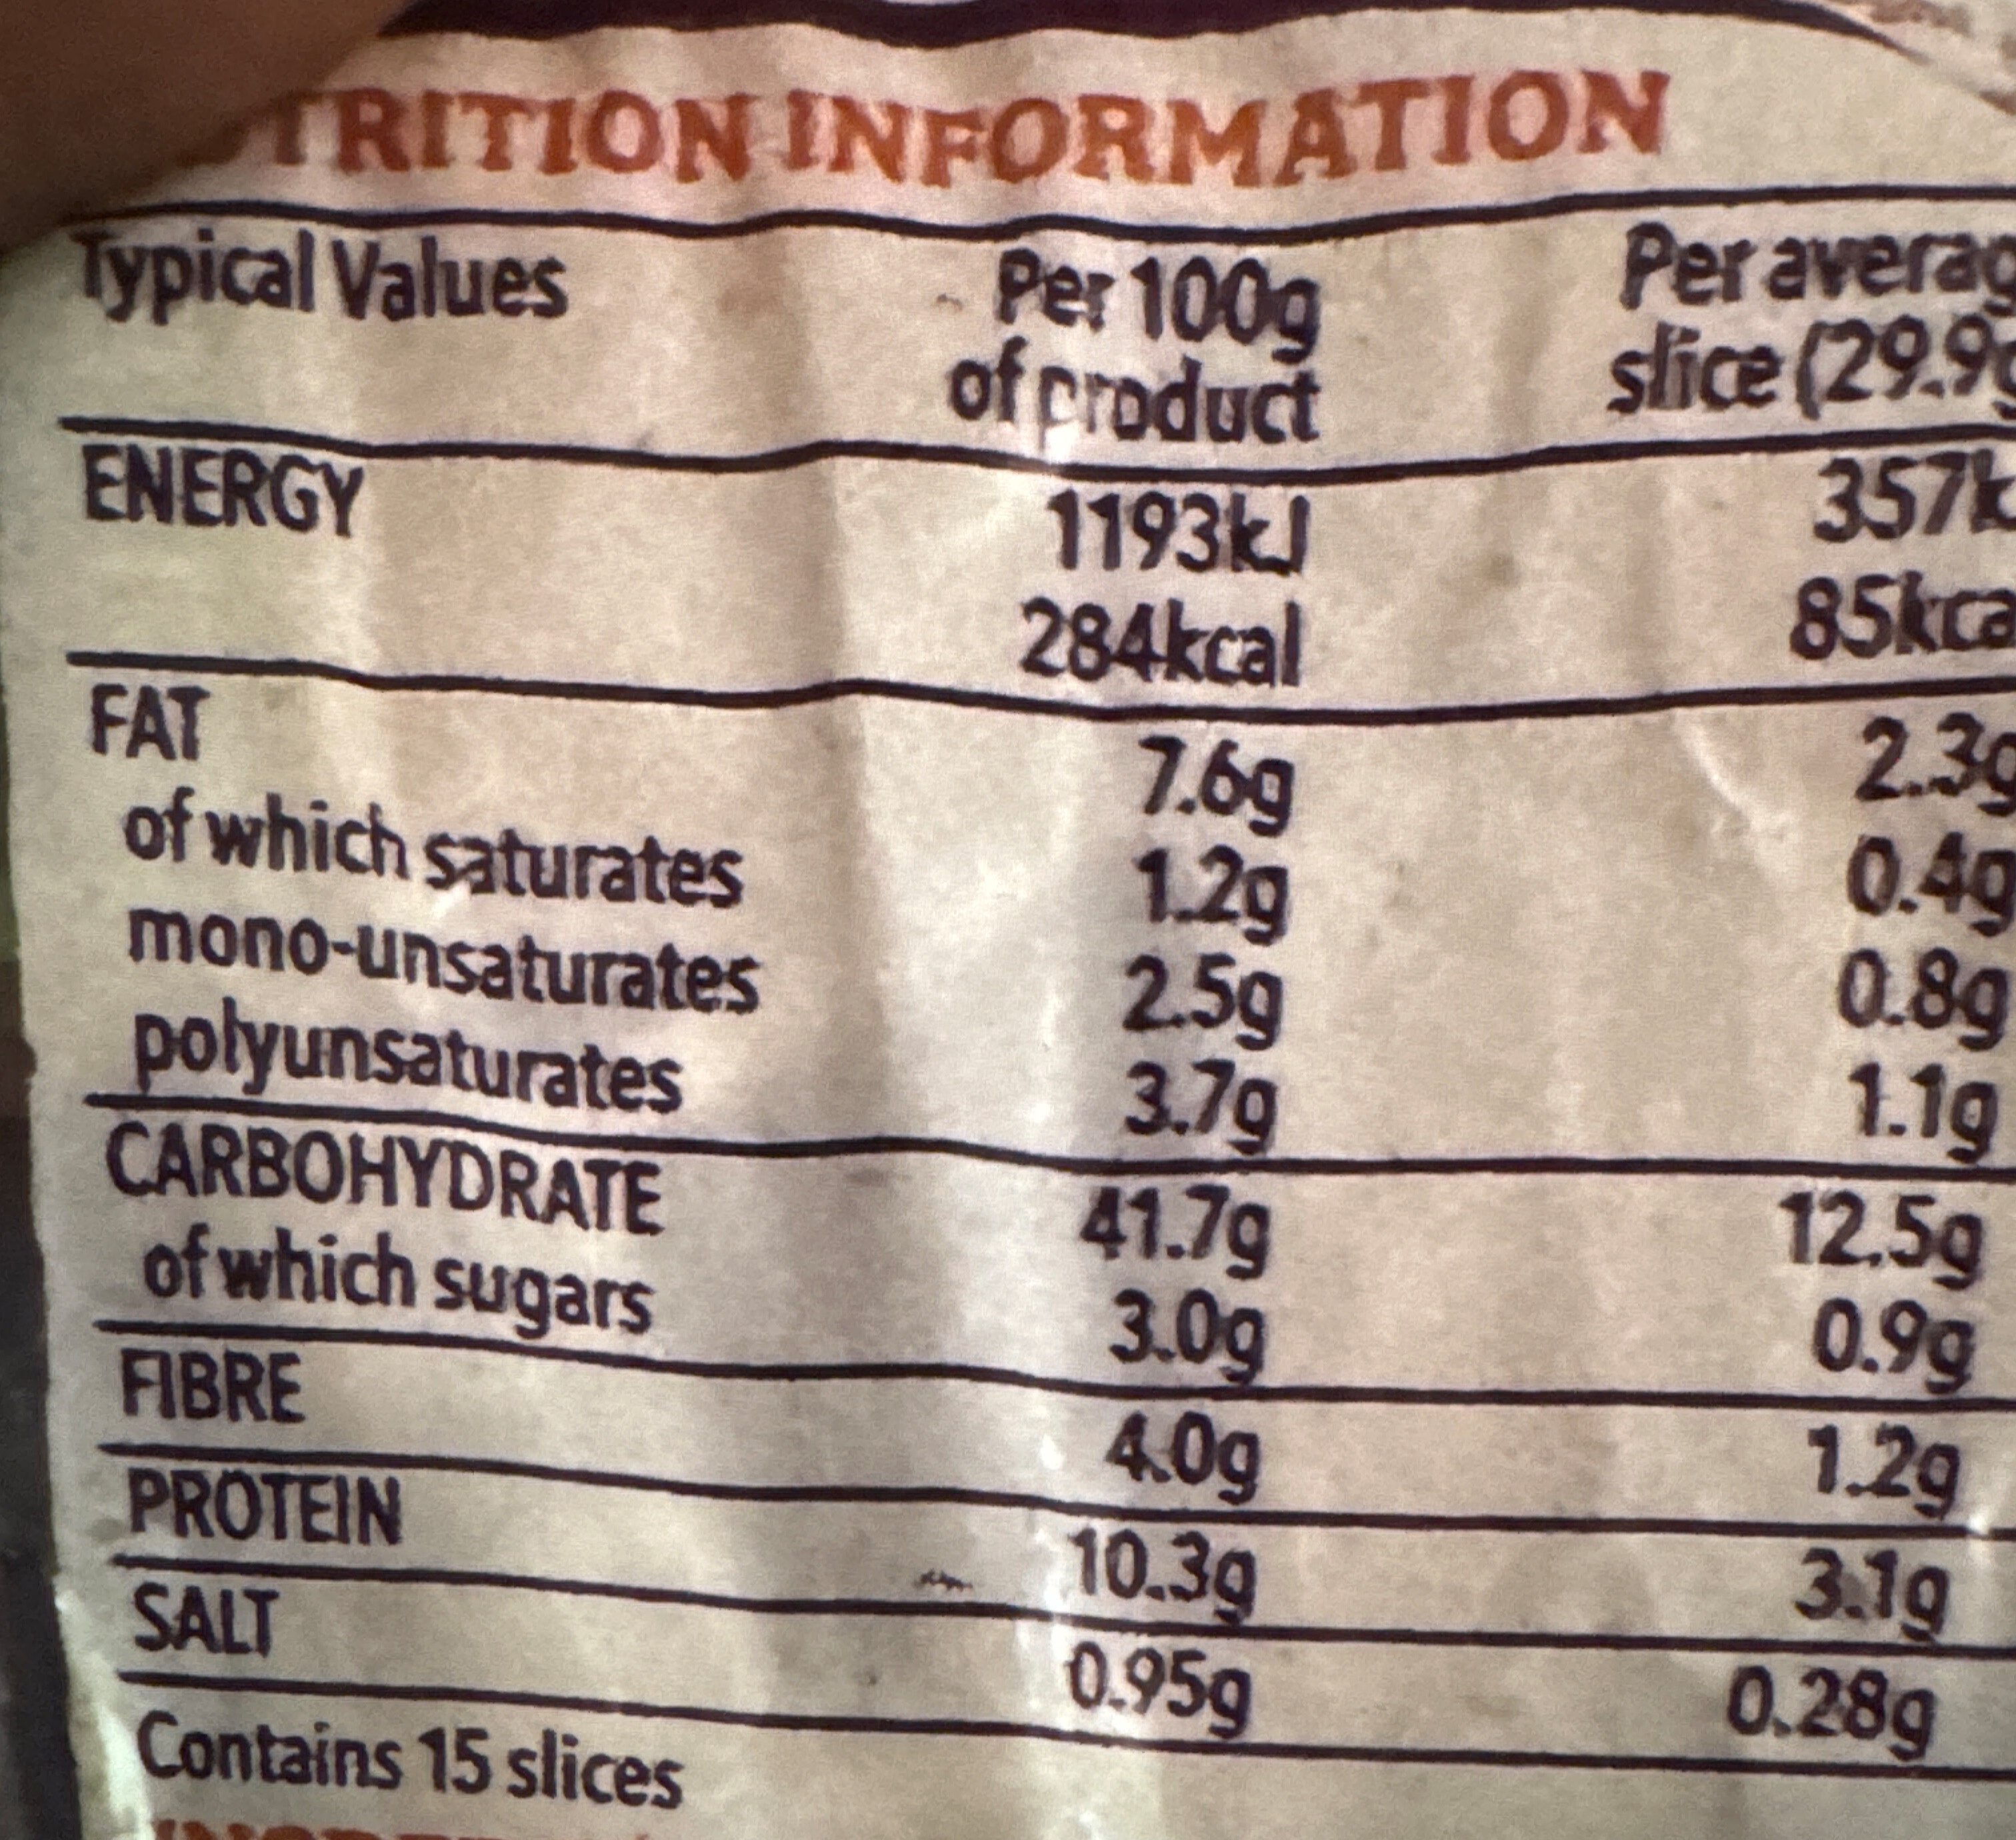 TRITION INFORMATION
Typical Values Per 100g Per averag
of product slice (29.9g
ENERGY 1193kJ 357k
284kcal 85kca
FAT 7.6g 2.3g
of which saturates 1.2g 0.4g
mono-unsaturates 2.5g 0.8g
polyunsaturates 3.7g 1.1g
CARBOHYDRATE 41.7g 12.5g
of which sugars 3.0g 0.9g
FIBRE 4.0g 1.2g
PROTEIN 10.3g 3.1g
SALT 0.95g 0.28g
Contains 15 slices